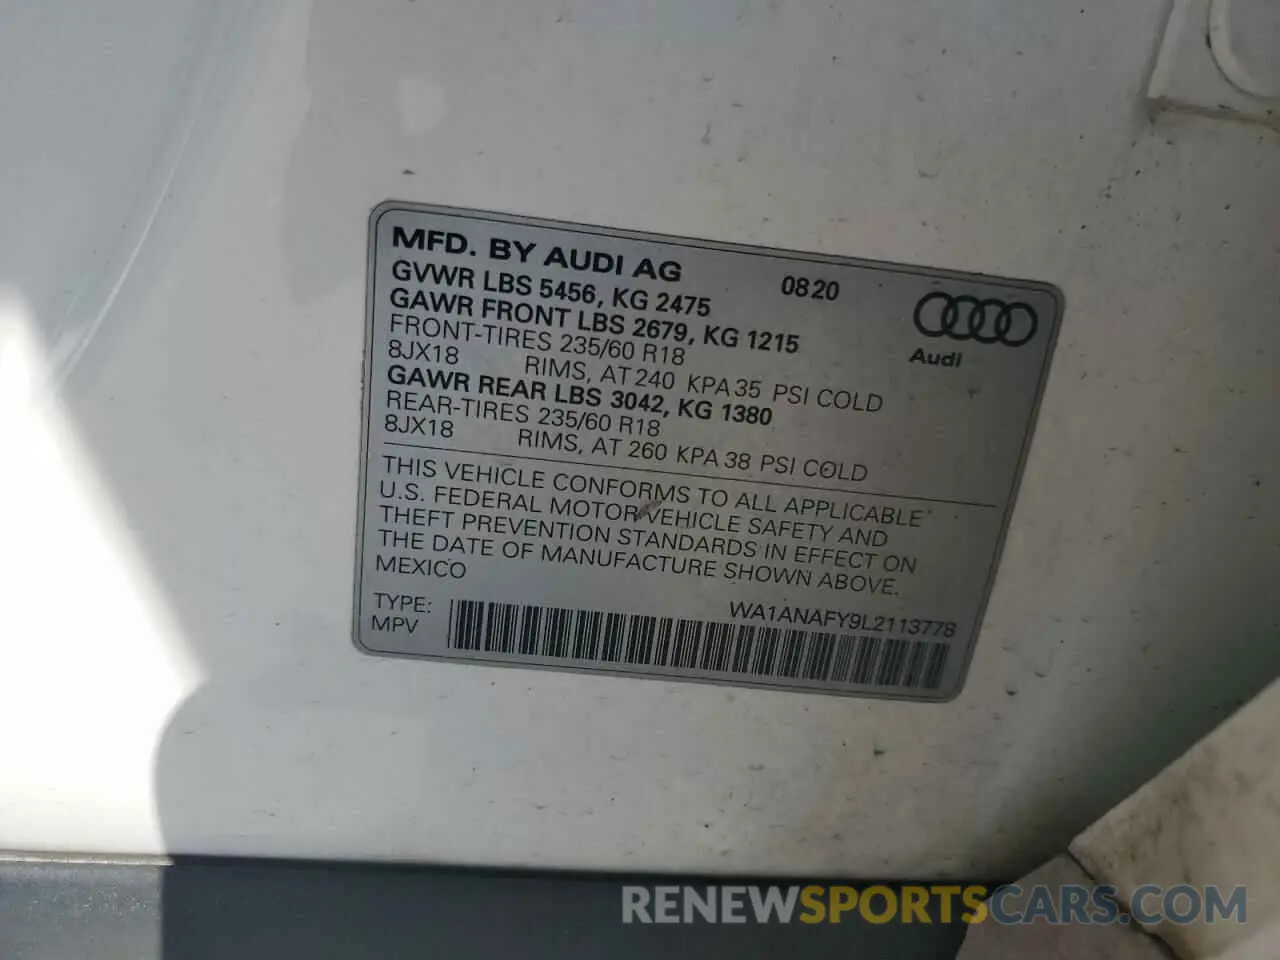 MFD. BY AUDI AG 0820
GVWR LBS 5456, KG 2475
GAWR FRONT LBS 2679, KG 1215
FRONT-TIRES 235/60 R18
8JX18 RIMS, AT 240 KPA 35 PSI COLD
GAWR REAR LBS 3042, KG 1380
REAR-TIRES 235/60 R18
8JX18 RIMS, AT 260 KPA 38 PSI COLD
Audi
THIS VEHICLE CONFORMS TO ALL APPLICABLE
U.S. FEDERAL MOTOR VEHICLE SAFETY AND
THEFT PREVENTION STANDARDS IN EFFECT ON
THE DATE OF MANUFACTURE SHOWN ABOVE.
MEXICO
TYPE: WA1ANAFY9L2113778
MPV
RENEWSPORTSCARS.COM